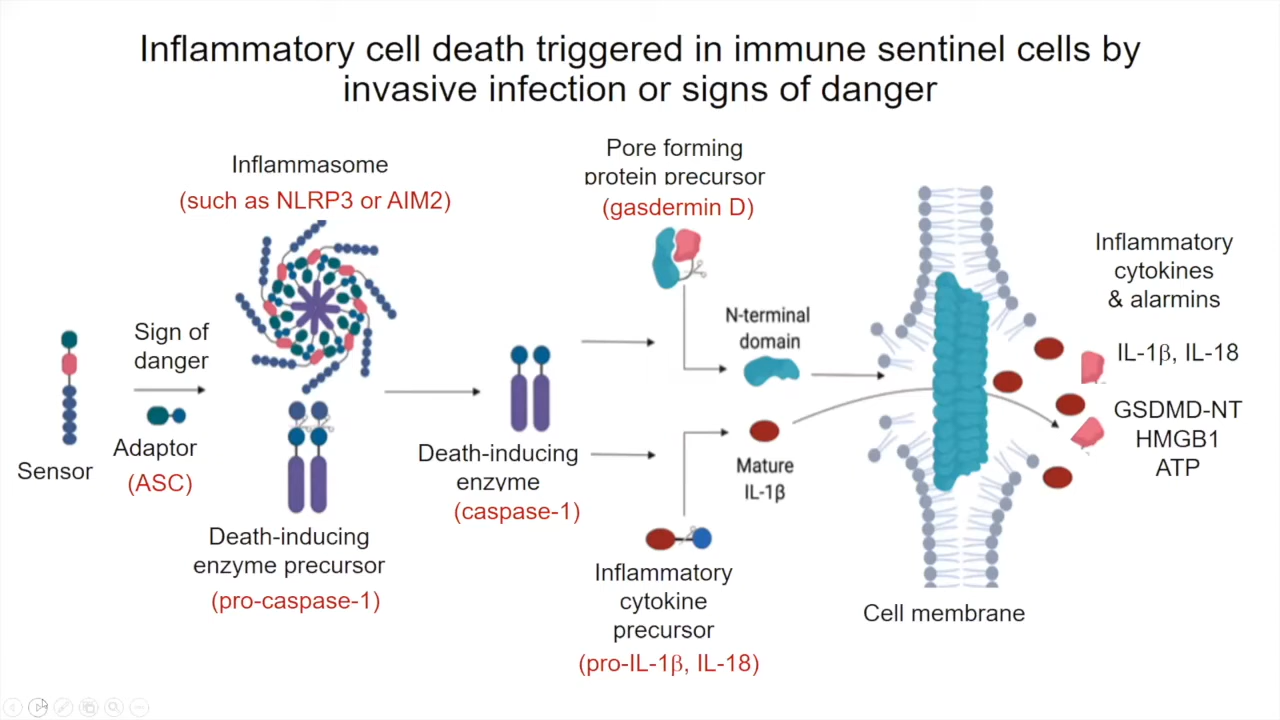 Inflammatory cell death triggered in immune sentinel cells by
invasive infection or signs of danger
Sensor
Sign of
danger
Adaptor
(ASC)
Inflammasome
(such as NLRP3 or AIM2)
Death-inducing
enzyme precursor
(pro-caspase-1)
Death-inducing
enzyme
(caspase-1)
Pore forming
protein precursor
(gasdermin D)
N-terminal
domain
Mature
IL-1β
Inflammatory
cytokine
precursor
(pro-IL-1β, IL-18)
Cell membrane
Inflammatory
cytokines
& alarmins
IL-1β, IL-18
GSDMD-NT
HMGB1
ATP